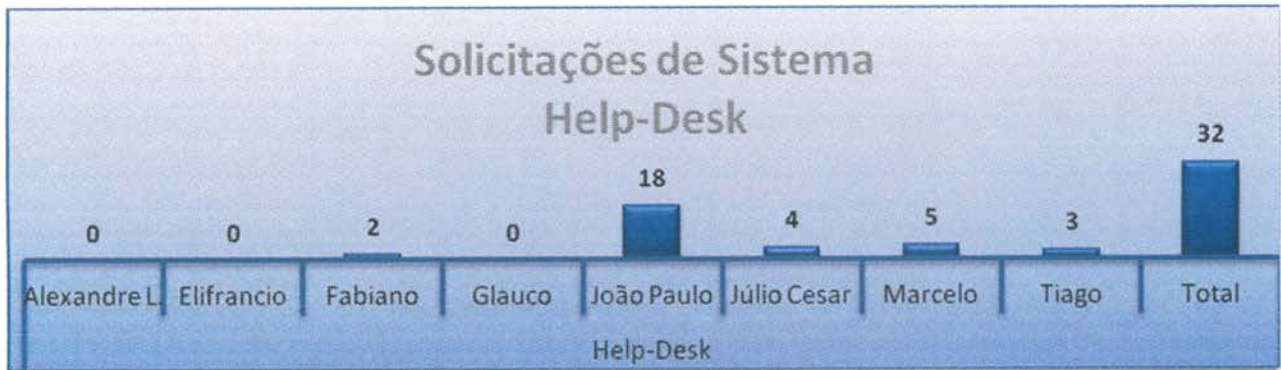 Solicitações de Sistema
Help-Desk
0 0 2 0 18 4 5 3 32
Alexandre L. Elifrancio Fabiano Glauco João Paulo Júlio Cesar Marcelo Tiago Total
Help-Desk